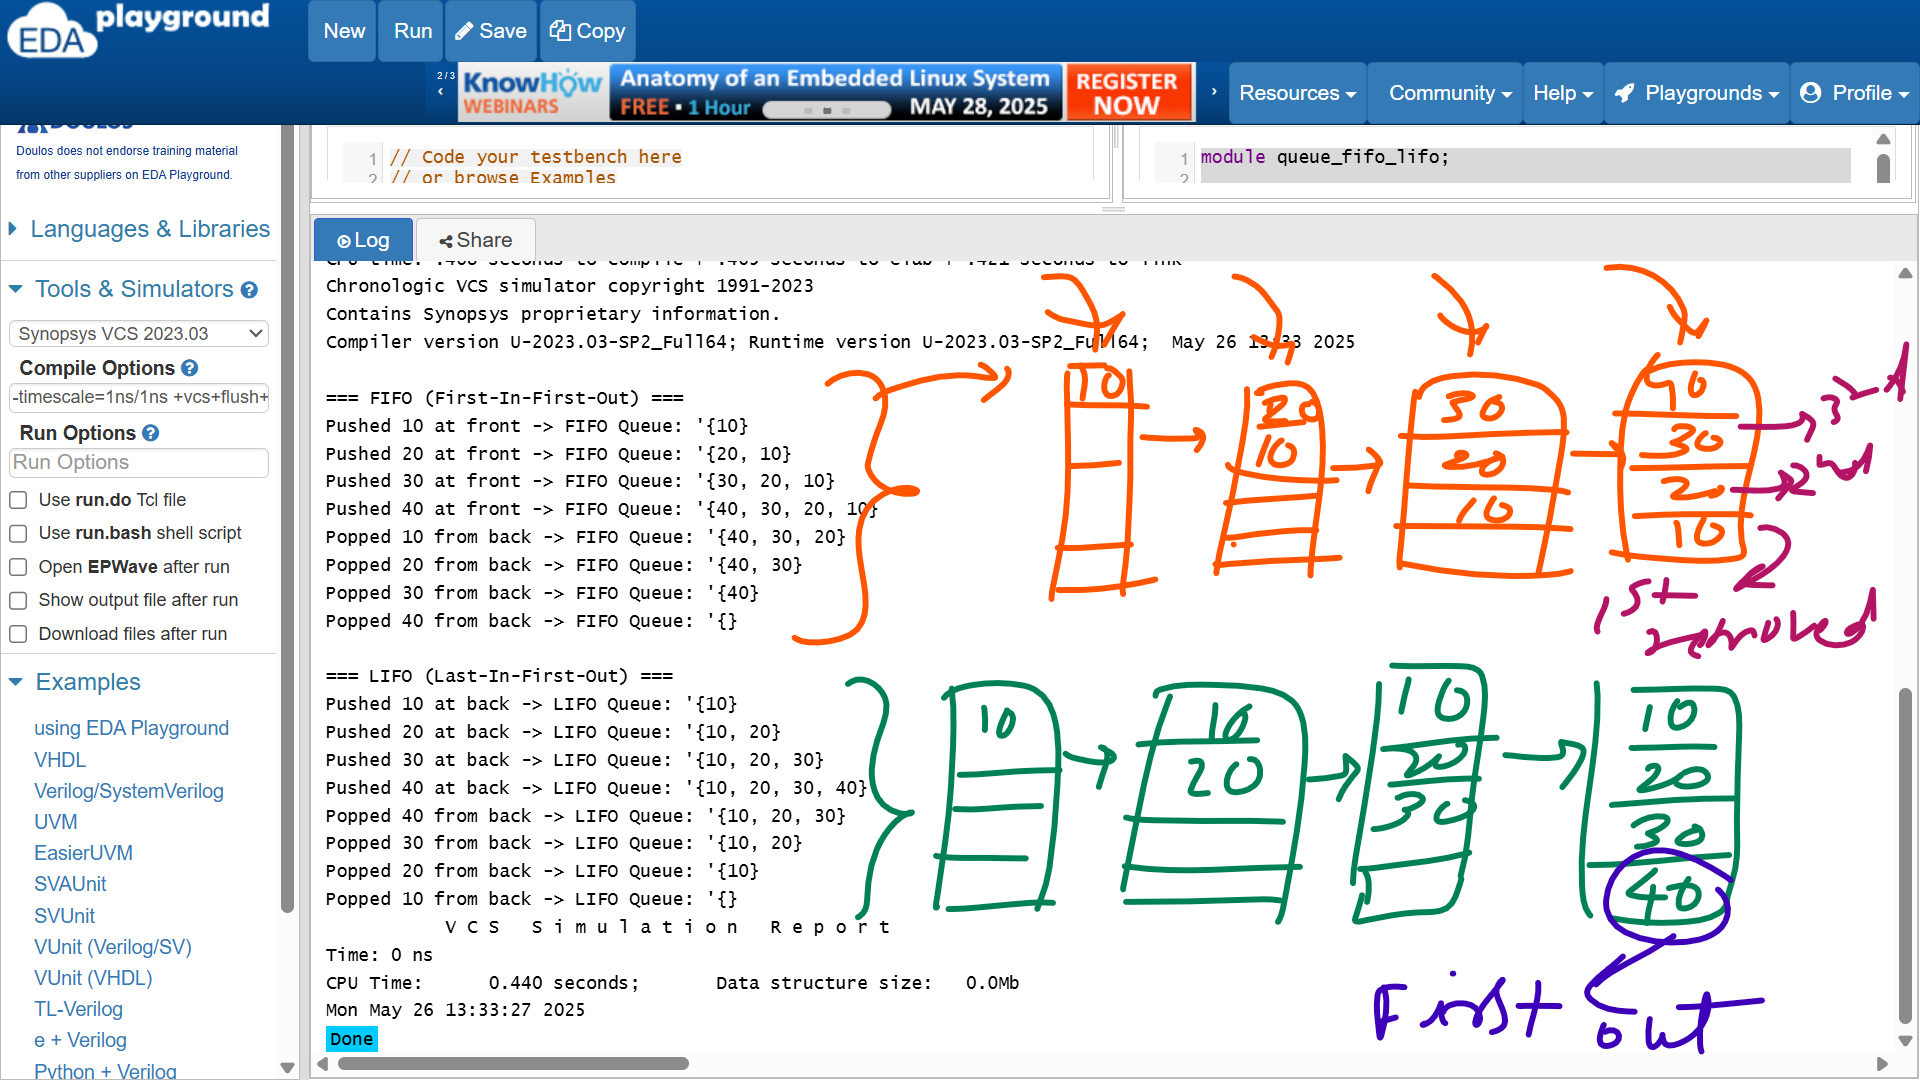 EDA playground
New
Run
Save
Copy
2 / 3
KnowHow WEBINARS
Anatomy of an Embedded Linux System
FREE • 1 Hour
MAY 28, 2025
REGISTER NOW
Resources
Community
Help
Playgrounds
Profile
DOULOS
Doulos does not endorse training material
from other suppliers on EDA Playground.
Languages & Libraries
Tools & Simulators
Synopsys VCS 2023.03
Compile Options
-timescale=1ns/1ns +vcs+flush+
Run Options
Run Options
Use run.do Tcl file
Use run.bash shell script
Open EPWave after run
Show output file after run
Download files after run
Examples
using EDA Playground
VHDL
Verilog/SystemVerilog
UVM
EasierUVM
SVAUnit
SVUnit
VUnit (Verilog/SV)
VUnit (VHDL)
TL-Verilog
e + Verilog
Python + Verilog
1 // Code your testbench here
2 // or browse Examples
1 module queue_fifo_lifo;
2
Log
Share
Chronologic VCS simulator copyright 1991-2023
Contains Synopsys proprietary information.
Compiler version U-2023.03-SP2_Full64; Runtime version U-2023.03-SP2_Full64;  May 26 13:33 2025
=== FIFO (First-In-First-Out) ===
Pushed 10 at front -> FIFO Queue: '{10}
Pushed 20 at front -> FIFO Queue: '{20, 10}
Pushed 30 at front -> FIFO Queue: '{30, 20, 10}
Pushed 40 at front -> FIFO Queue: '{40, 30, 20, 10}
Popped 10 from back -> FIFO Queue: '{40, 30, 20}
Popped 20 from back -> FIFO Queue: '{40, 30}
Popped 30 from back -> FIFO Queue: '{40}
Popped 40 from back -> FIFO Queue: '{}
=== LIFO (Last-In-First-Out) ===
Pushed 10 at back -> LIFO Queue: '{10}
Pushed 20 at back -> LIFO Queue: '{10, 20}
Pushed 30 at back -> LIFO Queue: '{10, 20, 30}
Pushed 40 at back -> LIFO Queue: '{10, 20, 30, 40}
Popped 40 from back -> LIFO Queue: '{10, 20, 30}
Popped 30 from back -> LIFO Queue: '{10, 20}
Popped 20 from back -> LIFO Queue: '{10}
Popped 10 from back -> LIFO Queue: '{}
V C S   S i m u l a t i o n   R e p o r t
Time: 0 ns
CPU Time:      0.440 seconds;       Data structure size:   0.0Mb
Mon May 26 13:33:27 2025
Done
10
20
10
30
20
10
40
30
20
10
3rd
2nd
1st
removed
10
10
20
10
20
30
10
20
30
40
First
out